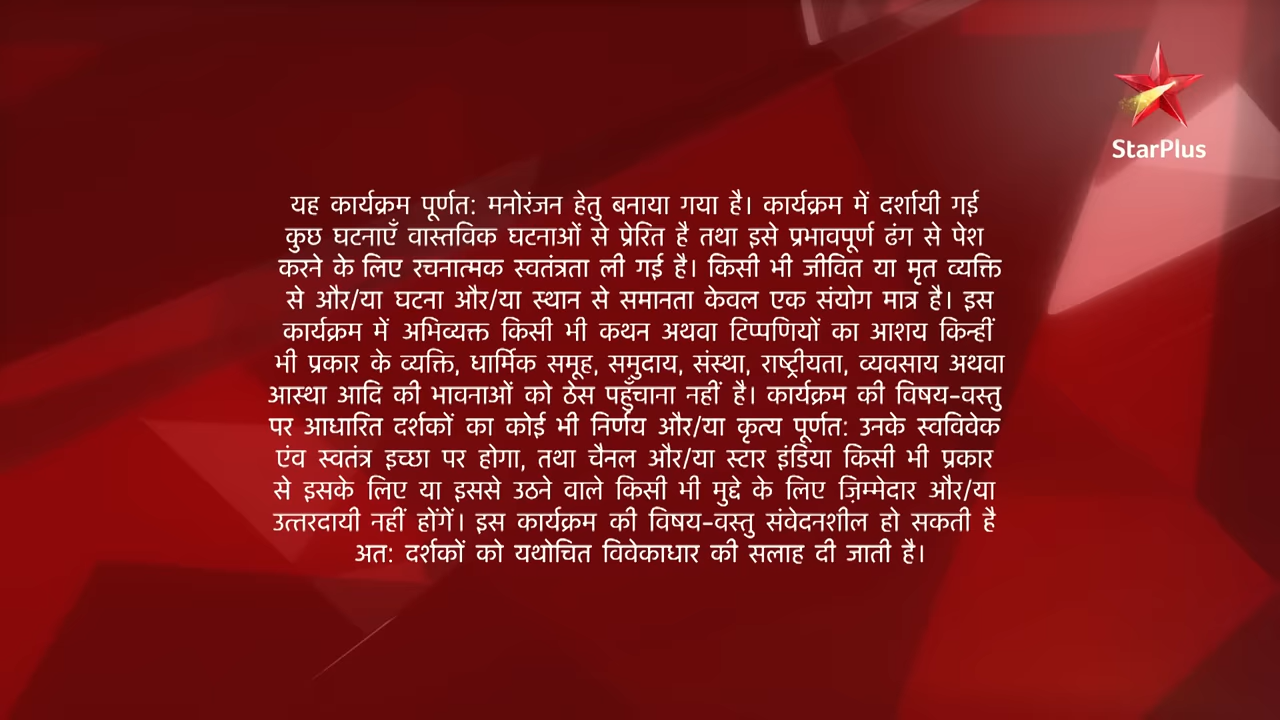 StarPlus
यह कार्यक्रम पूर्णत: मनोरंजन हेतु बनाया गया है। कार्यक्रम में दर्शायी गई
कुछ घटनाएँ वास्तविक घटनाओं से प्रेरित है तथा इसे प्रभावपूर्ण ढंग से पेश
करने के लिए रचनात्मक स्वतंत्रता ली गई है। किसी भी जीवित या मृत व्यक्ति
से और/या घटना और/या स्थान से समानता केवल एक संयोग मात्र है। इस
कार्यक्रम में अभिव्यक्त किसी भी कथन अथवा टिप्पणियों का आशय किन्हीं
भी प्रकार के व्यक्ति, धार्मिक समूह, समुदाय, संस्था, राष्ट्रीयता, व्यवसाय अथवा
आस्था आदि की भावनाओं को ठेस पहुँचाना नहीं है। कार्यक्रम की विषय-वस्तु
पर आधारित दर्शकों का कोई भी निर्णय और/या कृत्य पूर्णत: उनके स्वविवेक
एंव स्वतंत्र इच्छा पर होगा, तथा चैनल और/या स्टार इंडिया किसी भी प्रकार
से इसके लिए या इससे उठने वाले किसी भी मुद्दे के लिए ज़िम्मेदार और/या
उत्तरदायी नहीं होंगें। इस कार्यक्रम की विषय-वस्तु संवेदनशील हो सकती है
अत: दर्शकों को यथोचित विवेकाधार की सलाह दी जाती है।